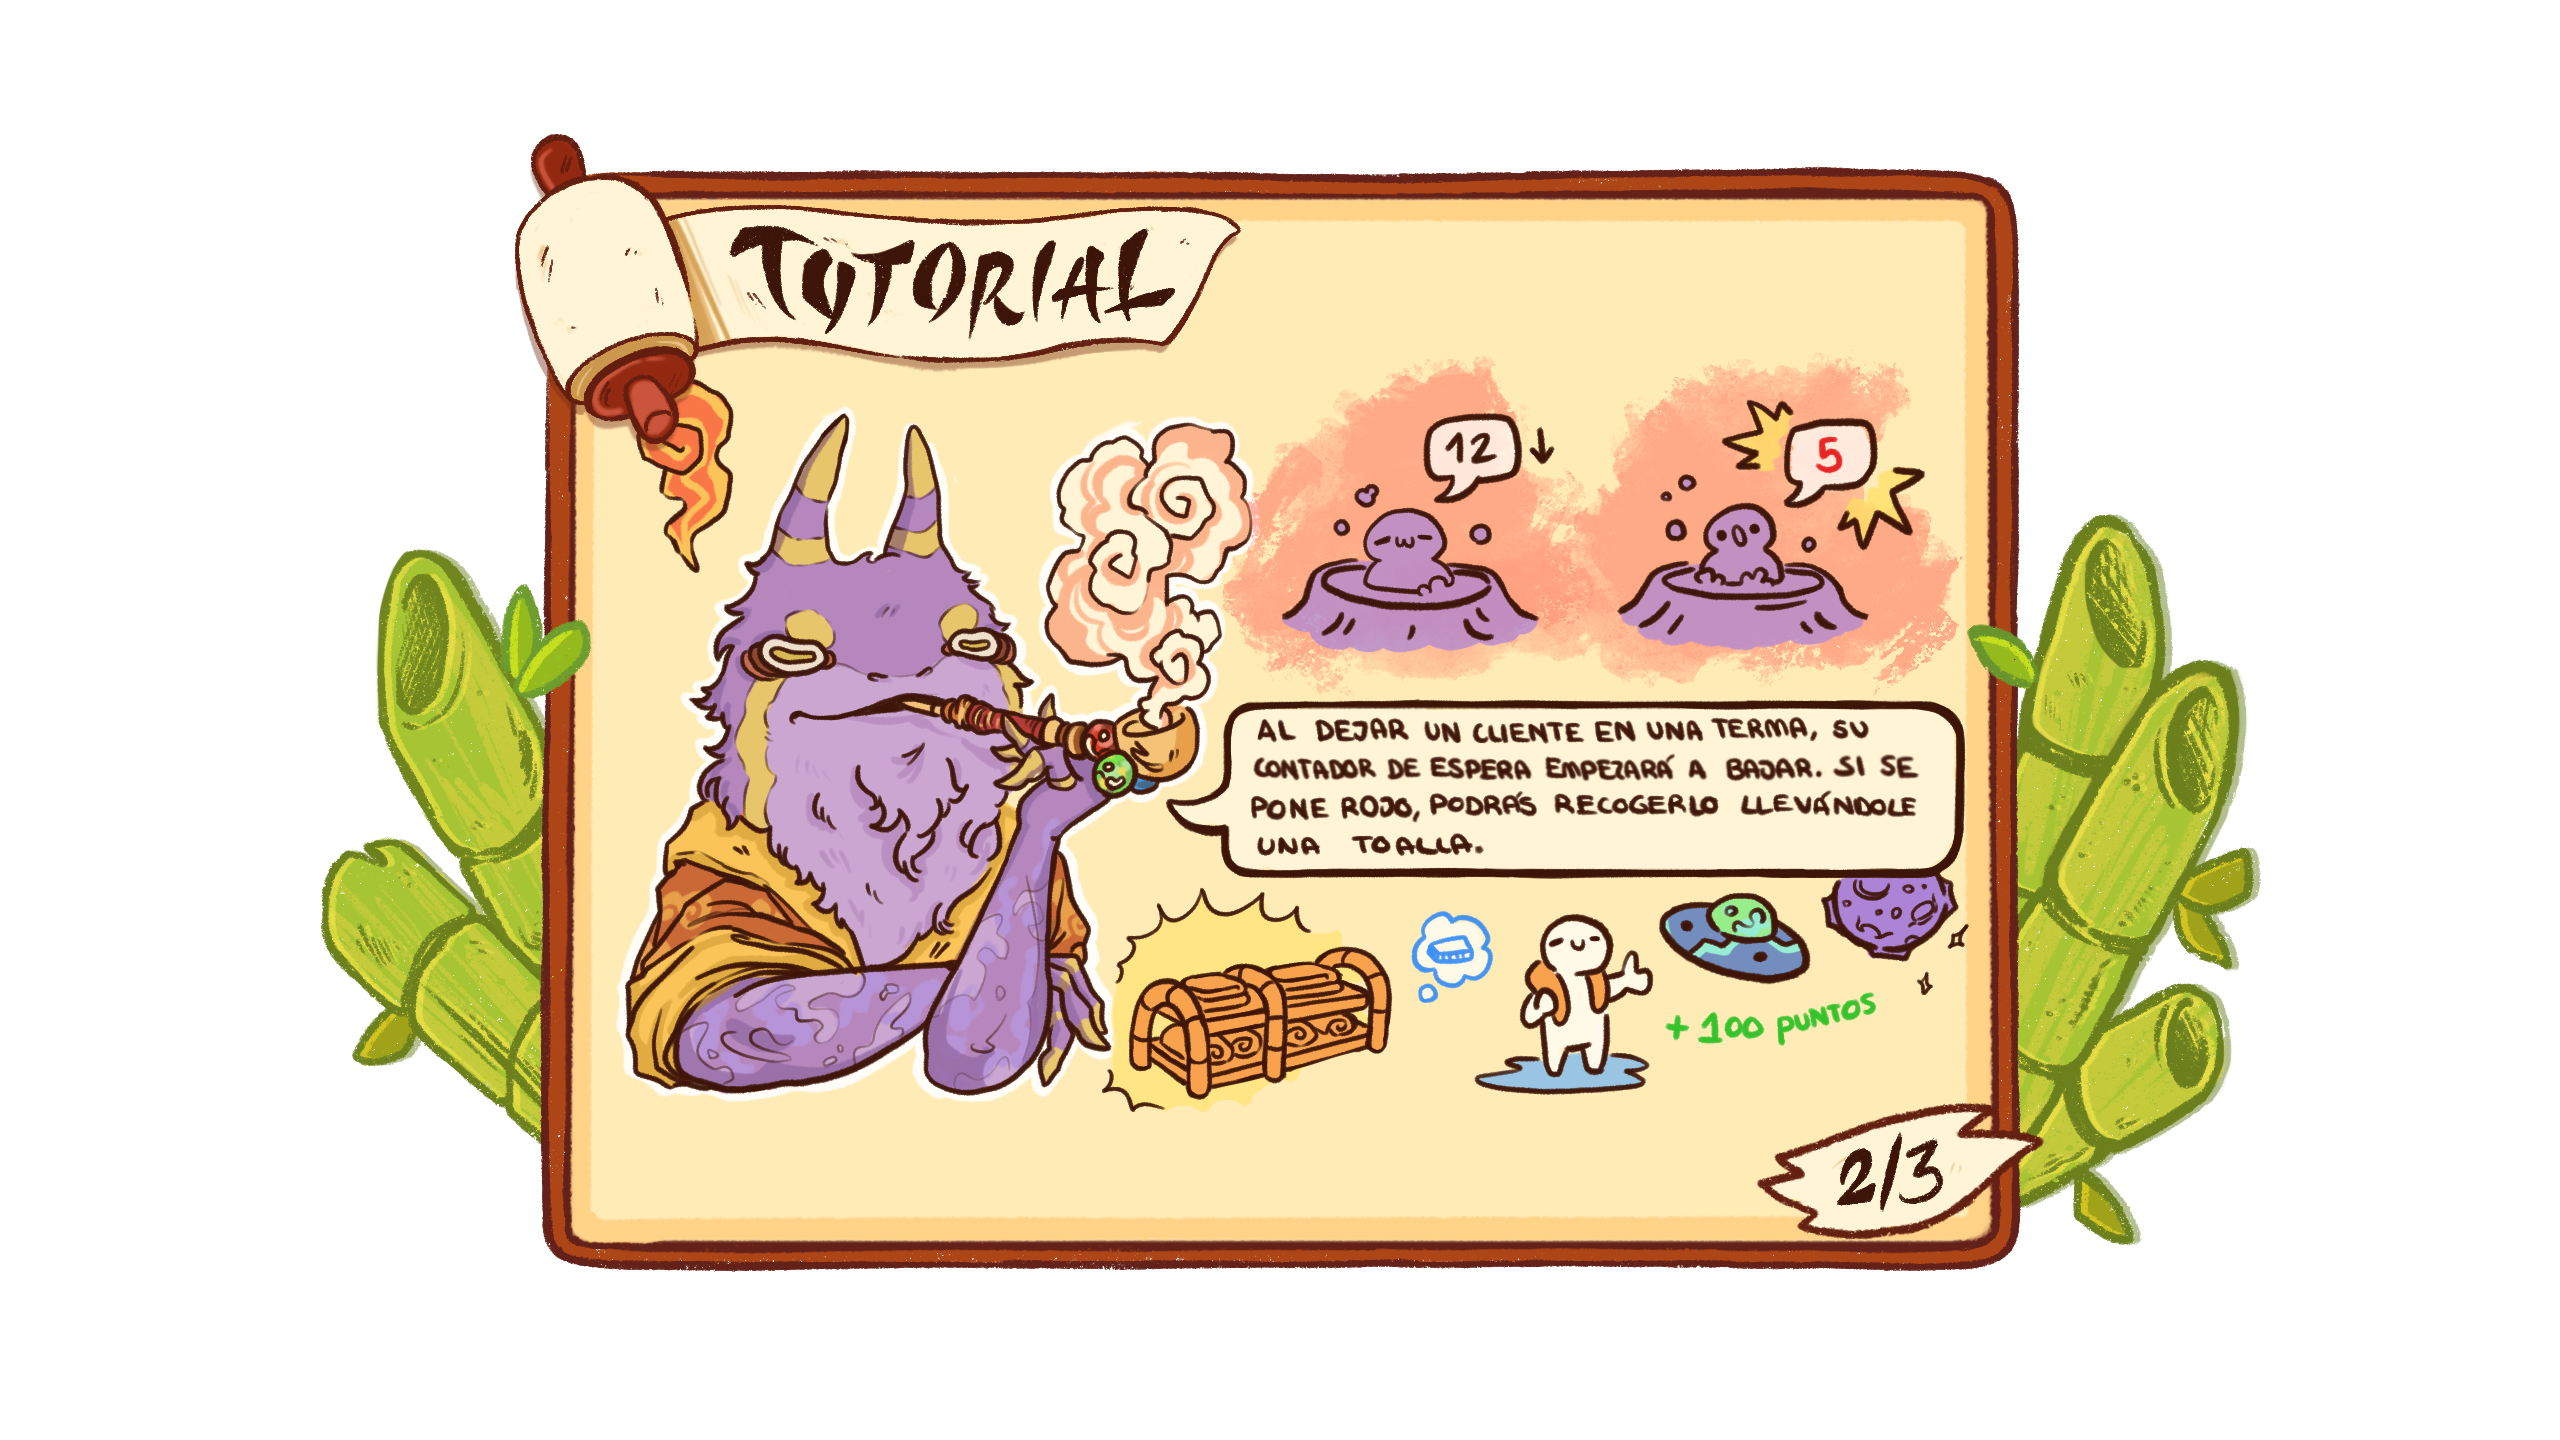 TUTORIAL
12
5
AL DEJAR UN CLIENTE EN UNA TERMA, SU
CONTADOR DE ESPERA EMPEZARÁ A BAJAR. SI SE
PONE ROJO, PODRÁS RECOGERLO LLEVÁNDOLE
UNA TOALLA.
+ 100 PUNTOS
2/3